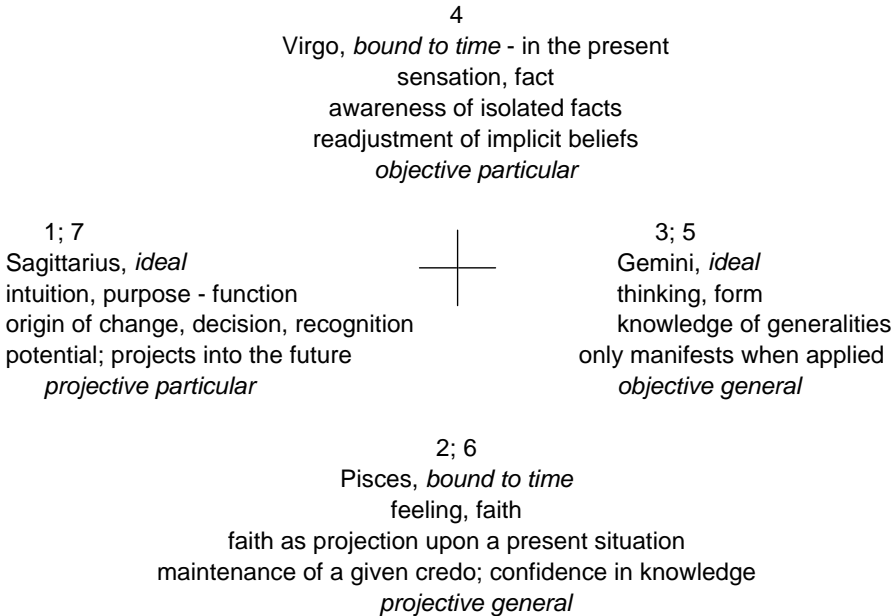 4
Virgo, bound to time - in the present
sensation, fact
awareness of isolated facts
readjustment of implicit beliefs
objective particular
1; 7
Sagittarius, ideal
intuition, purpose - function
origin of change, decision, recognition
potential; projects into the future
projective particular
3; 5
Gemini, ideal
thinking, form
knowledge of generalities
only manifests when applied
objective general
2; 6
Pisces, bound to time
feeling, faith
faith as projection upon a present situation
maintenance of a given credo; confidence in knowledge
projective general